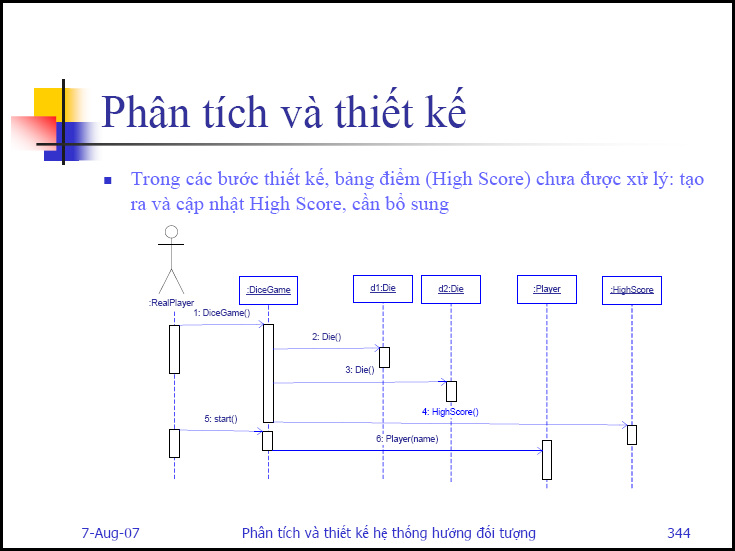 Phân tích và thiết kế
Trong các bước thiết kế, bảng điểm (High Score) chưa được xử lý: tạo
ra và cập nhật High Score, cần bổ sung
:RealPlayer
:DiceGame
d1:Die
d2:Die
:Player
:HighScore
1: DiceGame()
2: Die()
3: Die()
4: HighScore()
5: start()
6: Player(name)
7-Aug-07
Phân tích và thiết kế hệ thống hướng đối tượng
344